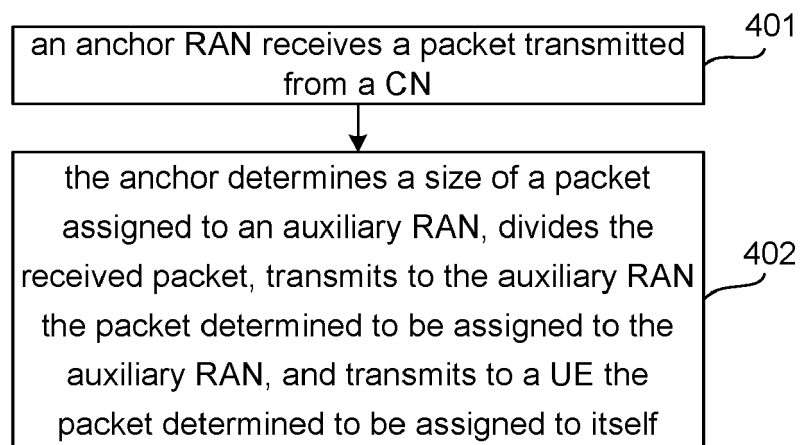 401
an anchor RAN receives a packet transmitted
from a CN
the anchor determines a size of a packet
assigned to an auxiliary RAN, divides the
received packet, transmits to the auxiliary RAN
the packet determined to be assigned to the
auxiliary RAN, and transmits to a UE the
packet determined to be assigned to itself
402